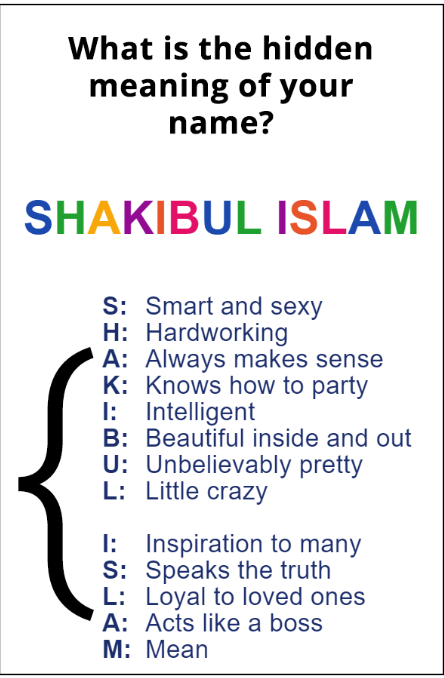 What is the hidden
meaning of your
name?
SHAKIBUL ISLAM
S: Smart and sexy
H: Hardworking
A: Always makes sense
K: Knows how to party
I: Intelligent
B: Beautiful inside and out
U: Unbelievably pretty
L: Little crazy
I: Inspiration to many
S: Speaks the truth
L: Loyal to loved ones
A: Acts like a boss
M: Mean